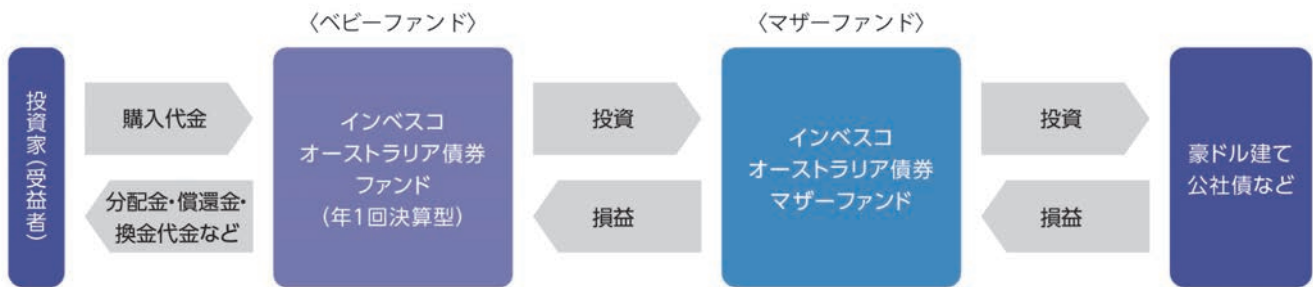 〈ベビーファンド〉
〈マザーファンド〉
投資家(受益者)
購入代金
分配金・償還金・
換金代金など
インベスコ
オーストラリア債券
ファンド
(年1回決算型)
投資
損益
インベスコ
オーストラリア債券
マザーファンド
投資
損益
豪ドル建て
公社債など